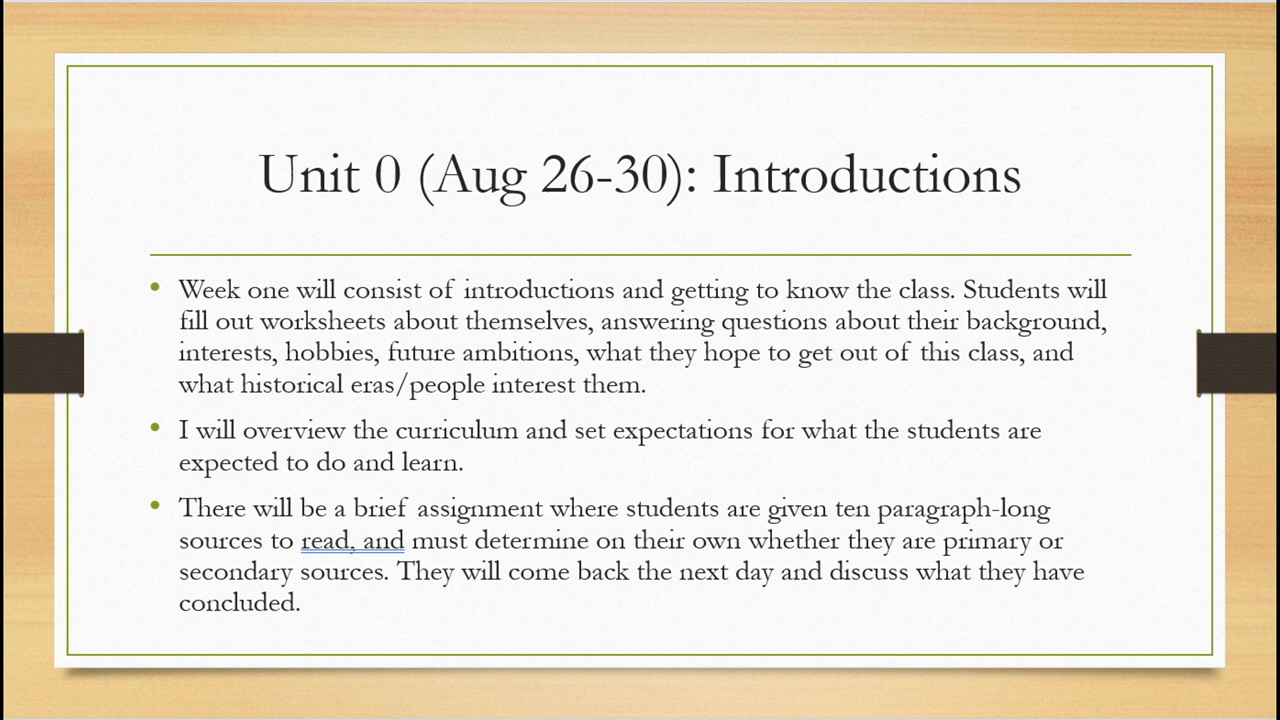 Unit 0 (Aug 26-30): Introductions
• Week one will consist of introductions and getting to know the class. Students will
fill out worksheets about themselves, answering questions about their background,
interests, hobbies, future ambitions, what they hope to get out of this class, and
what historical eras/people interest them.
• I will overview the curriculum and set expectations for what the students are
expected to do and learn.
• There will be a brief assignment where students are given ten paragraph-long
sources to read, and must determine on their own whether they are primary or
secondary sources. They will come back the next day and discuss what they have
concluded.